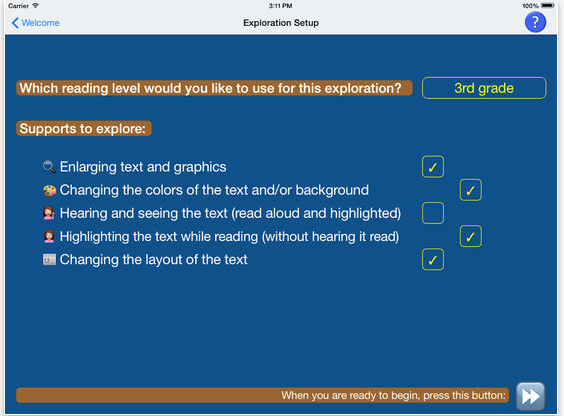 Carrier 3:11 PM 100%
Welcome Exploration Setup ?
Which reading level would you like to use for this exploration? 3rd grade
Supports to explore:
Enlarging text and graphics ✓
Changing the colors of the text and/or background ✓
Hearing and seeing the text (read aloud and highlighted)
Highlighting the text while reading (without hearing it read) ✓
Changing the layout of the text ✓
When you are ready to begin, press this button: